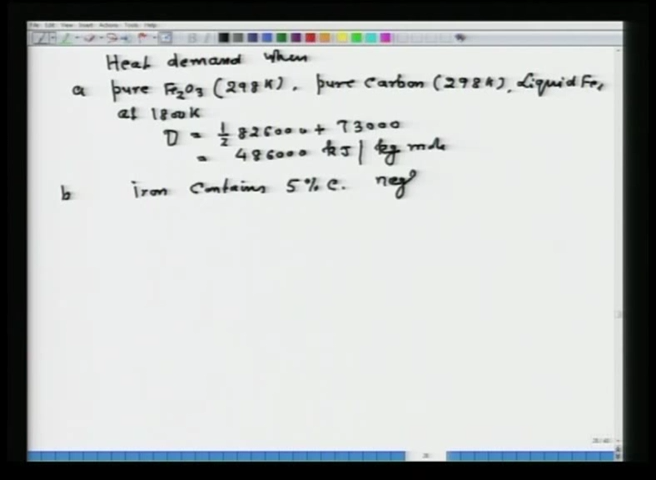 Heat demand when
a pure Fe2O3 (298K), pure Carbon (298K), Liquid Fe,
at 1800K
D = 1/2 826000 + 73000
= 486000 kJ / kg mole
b iron Contains 5% C. neg